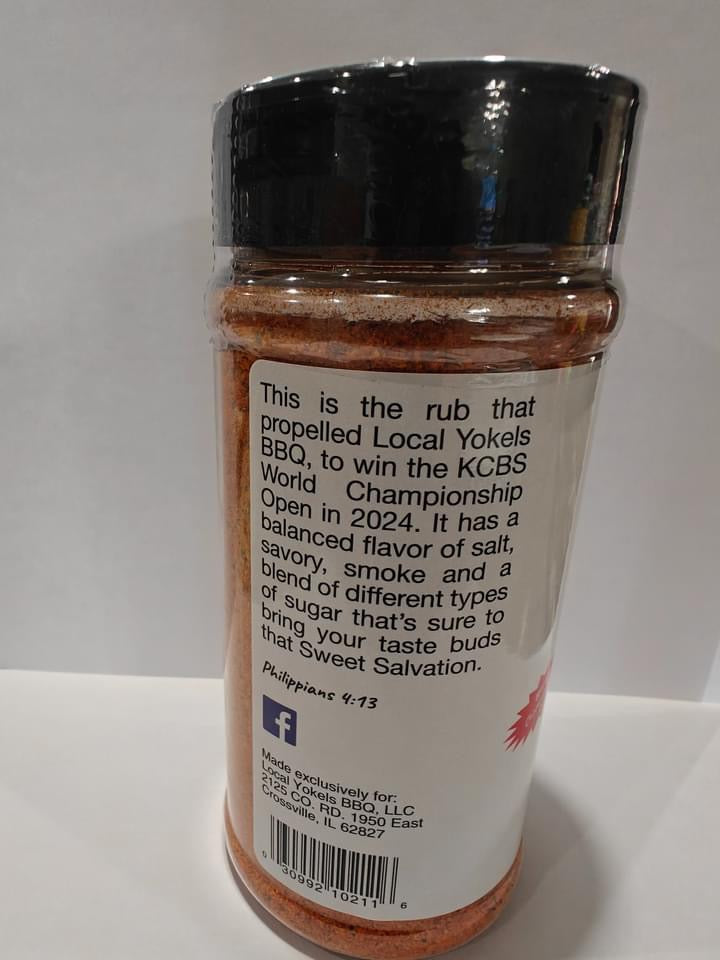 This is the rub that
propelled Local Yokels
BBQ, to win the KCBS
World Championship
Open in 2024. It has a
balanced flavor of salt,
savory, smoke and a
blend of different types
of sugar that's sure to
bring your taste buds
that Sweet Salvation.
Philippians 4:13
f
Made exclusively for:
Local Yokels BBQ, LLC
2125 CO. RD. 1950 East
Crossville, IL 62827
6 30992 10211 6